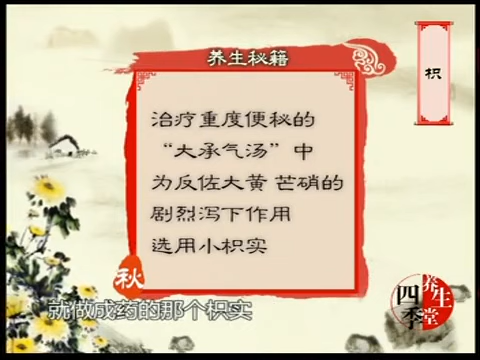 养生秘籍
枳
治疗重度便秘的
“大承气汤”中
为反佐大黄 芒硝的
剧烈泻下作用
选用小枳实
秋
就做成药的那个枳实
四季
养生堂